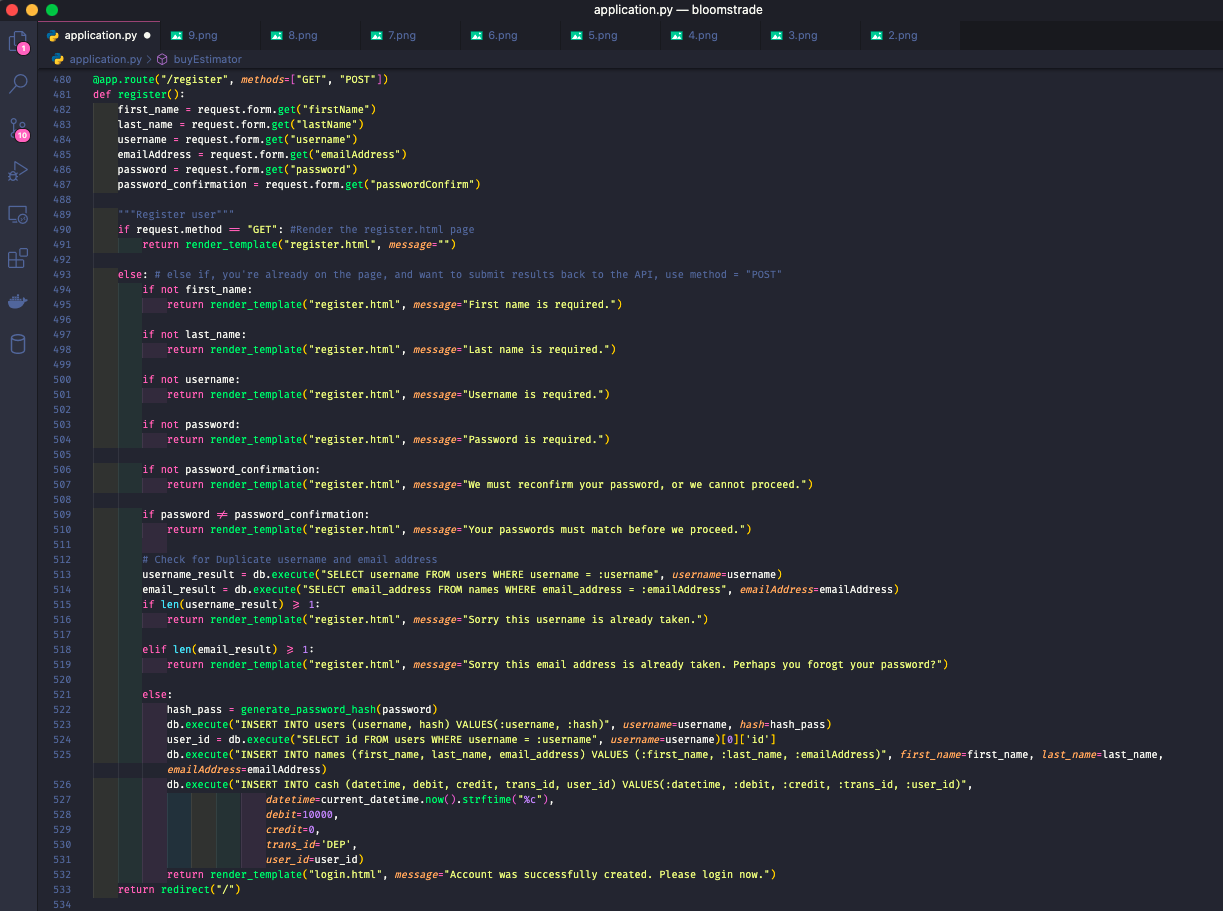 application.py — bloomstrade
application.py ● 9.png 8.png 7.png 6.png 5.png 4.png 3.png 2.png
1
application.py > buyEstimator
10
480 @app.route("/register", methods=["GET", "POST"])
481 def register():
482     first_name = request.form.get("firstName")
483     last_name = request.form.get("lastName")
484     username = request.form.get("username")
485     emailAddress = request.form.get("emailAddress")
486     password = request.form.get("password")
487     password_confirmation = request.form.get("passwordConfirm")
488
489     """Register user"""
490     if request.method == "GET": #Render the register.html page
491         return render_template("register.html", message="")
492
493     else: # else if, you're already on the page, and want to submit results back to the API, use method = "POST"
494         if not first_name:
495             return render_template("register.html", message="First name is required.")
496
497         if not last_name:
498             return render_template("register.html", message="Last name is required.")
499
500         if not username:
501             return render_template("register.html", message="Username is required.")
502
503         if not password:
504             return render_template("register.html", message="Password is required.")
505
506         if not password_confirmation:
507             return render_template("register.html", message="We must reconfirm your password, or we cannot proceed.")
508
509         if password != password_confirmation:
510             return render_template("register.html", message="Your passwords must match before we proceed.")
511
512         # Check for Duplicate username and email address
513         username_result = db.execute("SELECT username FROM users WHERE username = :username", username=username)
514         email_result = db.execute("SELECT email_address FROM names WHERE email_address = :emailAddress", emailAddress=emailAddress)
515         if len(username_result) >= 1:
516             return render_template("register.html", message="Sorry this username is already taken.")
517
518         elif len(email_result) >= 1:
519             return render_template("register.html", message="Sorry this email address is already taken. Perhaps you forogt your password?")
520
521         else:
522             hash_pass = generate_password_hash(password)
523             db.execute("INSERT INTO users (username, hash) VALUES(:username, :hash)", username=username, hash=hash_pass)
524             user_id = db.execute("SELECT id FROM users WHERE username = :username", username=username)[0]['id']
525             db.execute("INSERT INTO names (first_name, last_name, email_address) VALUES (:first_name, :last_name, :emailAddress)", first_name=first_name, last_name=last_name,
            emailAddress=emailAddress)
526             db.execute("INSERT INTO cash (datetime, debit, credit, trans_id, user_id) VALUES(:datetime, :debit, :credit, :trans_id, :user_id)",
527                             datetime=current_datetime.now().strftime("%c"),
528                             debit=10000,
529                             credit=0,
530                             trans_id='DEP',
531                             user_id=user_id)
532             return render_template("login.html", message="Account was successfully created. Please login now.")
533     return redirect("/")
534